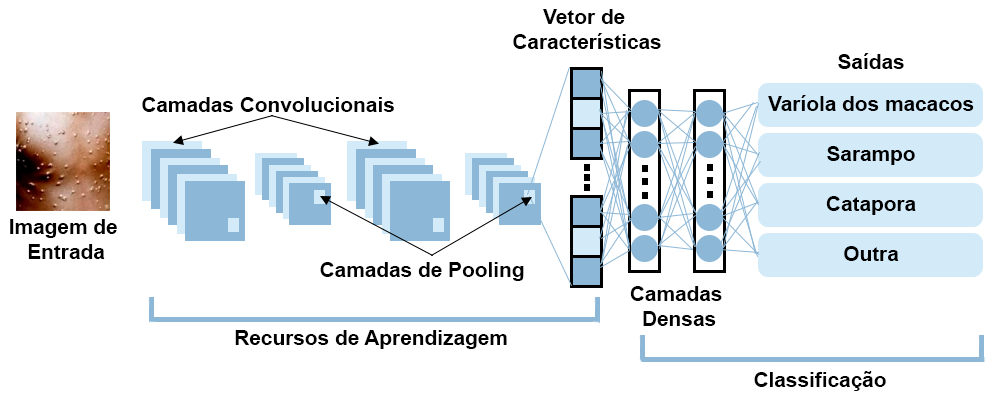 Vetor de
Características
Saídas
Camadas Convolucionais
Varíola dos macacos
Sarampo
Catapora
Outra
Imagem de
Entrada
Camadas de Pooling
Camadas
Densas
Recursos de Aprendizagem
Classificação